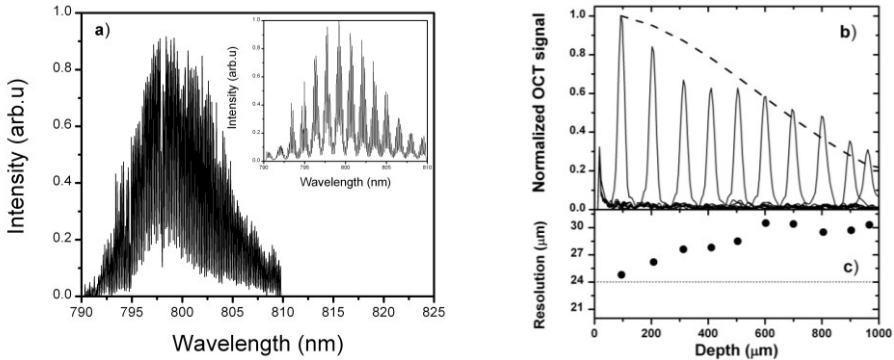 a)
Intensity (arb.u)
1.0
0.8
0.6
0.4
0.2
0.0
790 795 800 805 810 815 820 825
Wavelength (nm)
Intensity (arb.u)
1.0
0.8
0.6
0.4
0.2
0.0
790 795 800 805 810
Wavelength (nm)
b)
Normalized OCT signal
1.0
0.8
0.6
0.4
0.2
0.0
c)
Resolution (μm)
30
27
24
21
0 200 400 600 800 1000
Depth (μm)